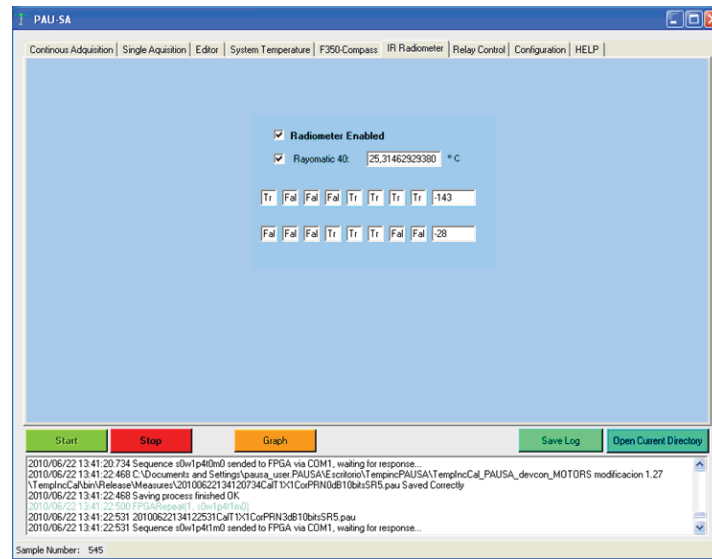 PAU-SA
Continous Adquisition Single Aquisition Editor System Temperature F350-Compass IR Radiometer Relay Control Configuration HELP
Radiometer Enabled
Rayomatic 40: 25,31462929380 º C
Tr Fal Fal Fal Tr Tr Tr Tr -143
Fal Fal Fal Tr Tr Tr Fal Fal -28
Start Stop Graph Save Log Open Current Directory
2010/06/22 13:41:20:734 Sequence s0w1p4t0m0 sended to FPGA via COM1, waiting for response...
2010/06/22 13:41:22:468 C:\Documents and Settings\pausa_user.PAUSA\Escritorio\TempincPAUSA\TempIncCal_PAUSA_devcon_MOTORS modificacion 1.27
\TempIncCal\bin\Release\Measures\20100622134120734CalT1X1CorPRN0dB10bitsSR5.pau Saved Correctly
2010/06/22 13:41:22:468 Saving process finished OK
2010/06/22 13:41:22:500 FPGARepeat(1, s0w1p4t1m0)
2010/06/22 13:41:22:531 20100622134122531CalT1X1CorPRN3dB10bitsSR5.pau
2010/06/22 13:41:22:531 Sequence s0w1p4t1m0 sended to FPGA via COM1, waiting for response...
Sample Number: 545